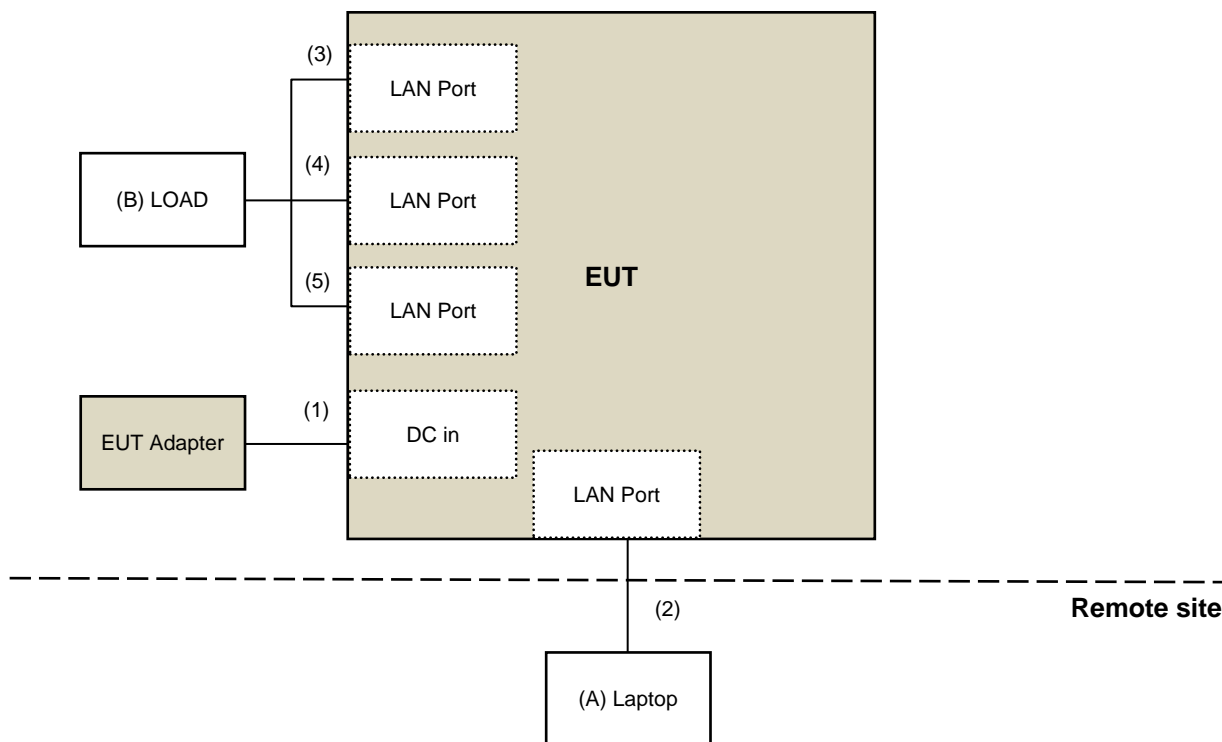 (3)
LAN Port
(4)
(B) LOAD
LAN Port
EUT
(5)
LAN Port
(1)
EUT Adapter
DC in
LAN Port
(2)
Remote site
(A) Laptop